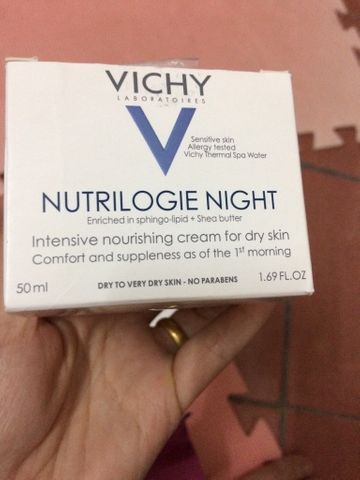 VICHY
LABORATOIRES
Sensitive skin
Allergy tested
Vichy Thermal Spa Water
NUTRILOGIE NIGHT
Enriched in sphingo-lipid + Shea butter
Intensive nourishing cream for dry skin
Comfort and suppleness as of the 1st morning
50 ml
DRY TO VERY DRY SKIN - NO PARABENS
1.69 FL.OZ